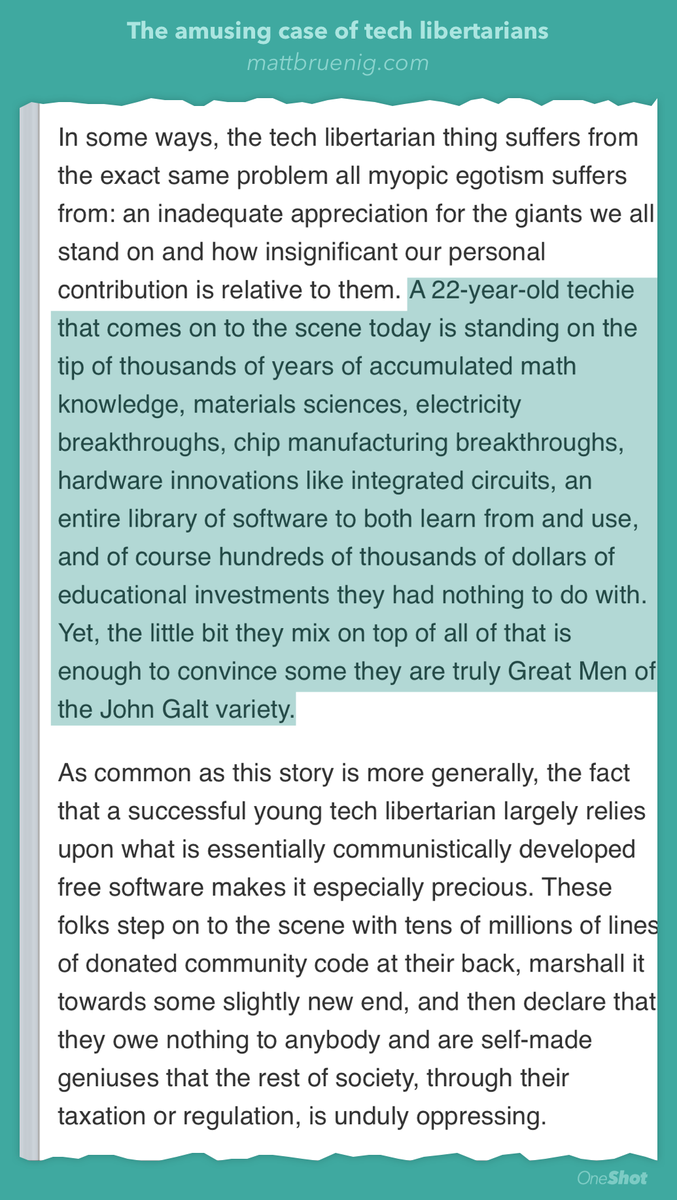 The amusing case of tech libertarians
mattbruenig.com
In some ways, the tech libertarian thing suffers from
the exact same problem all myopic egotism suffers
from: an inadequate appreciation for the giants we all
stand on and how insignificant our personal
contribution is relative to them. A 22-year-old techie
that comes on to the scene today is standing on the
tip of thousands of years of accumulated math
knowledge, materials sciences, electricity
breakthroughs, chip manufacturing breakthroughs,
hardware innovations like integrated circuits, an
entire library of software to both learn from and use,
and of course hundreds of thousands of dollars of
educational investments they had nothing to do with.
Yet, the little bit they mix on top of all of that is
enough to convince some they are truly Great Men of
the John Galt variety.
As common as this story is more generally, the fact
that a successful young tech libertarian largely relies
upon what is essentially communistically developed
free software makes it especially precious. These
folks step on to the scene with tens of millions of lines
of donated community code at their back, marshall it
towards some slightly new end, and then declare that
they owe nothing to anybody and are self-made
geniuses that the rest of society, through their
taxation or regulation, is unduly oppressing.
OneShot